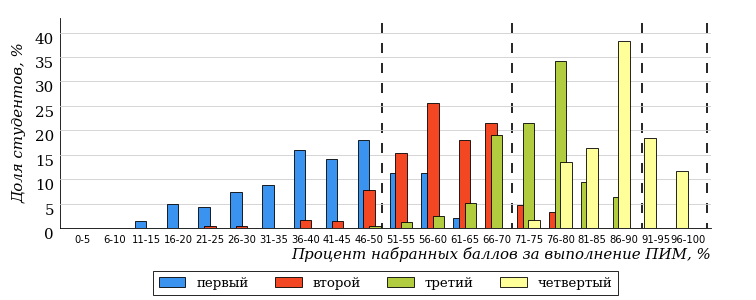 Доля студентов, %
40
35
30
25
20
15
10
5
0
0-5 6-10 11-15 16-20 21-25 26-30 31-35 36-40 41-45 46-50 51-55 56-60 61-65 66-70 71-75 76-80 81-85 86-90 91-95 96-100
Процент набранных баллов за выполнение ПИМ, %
первый второй третий четвертый